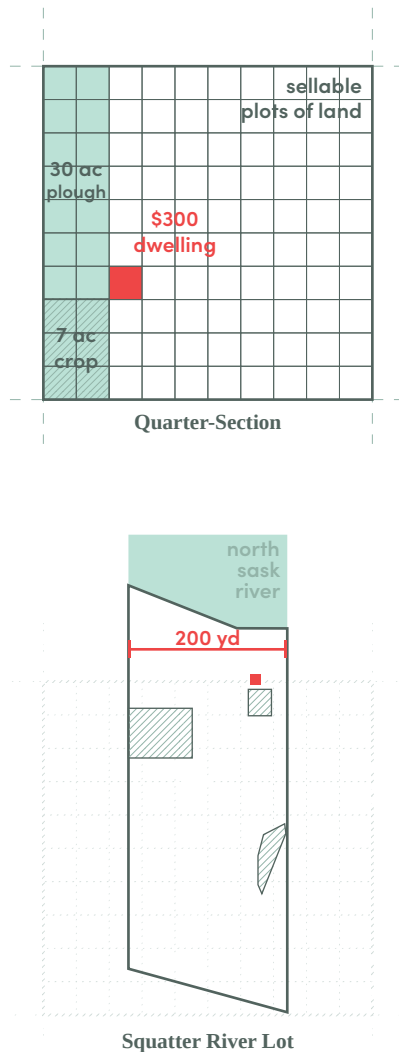 sellable
plots of land
30 ac
plough
$300
dwelling
7 ac
crop
Quarter-Section
north
sask
river
200 yd
Squatter River Lot